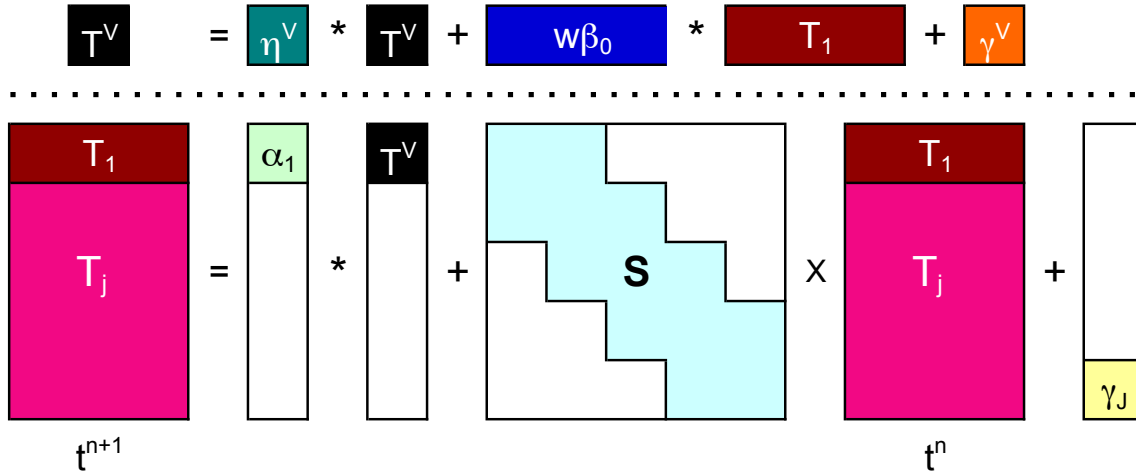 T^V = η^V * T^V + wβ₀ * T₁ + γ^V
T₁ α₁ T^V T₁
T_j = * + S X T_j +
γ_J
t^{n+1} t^n